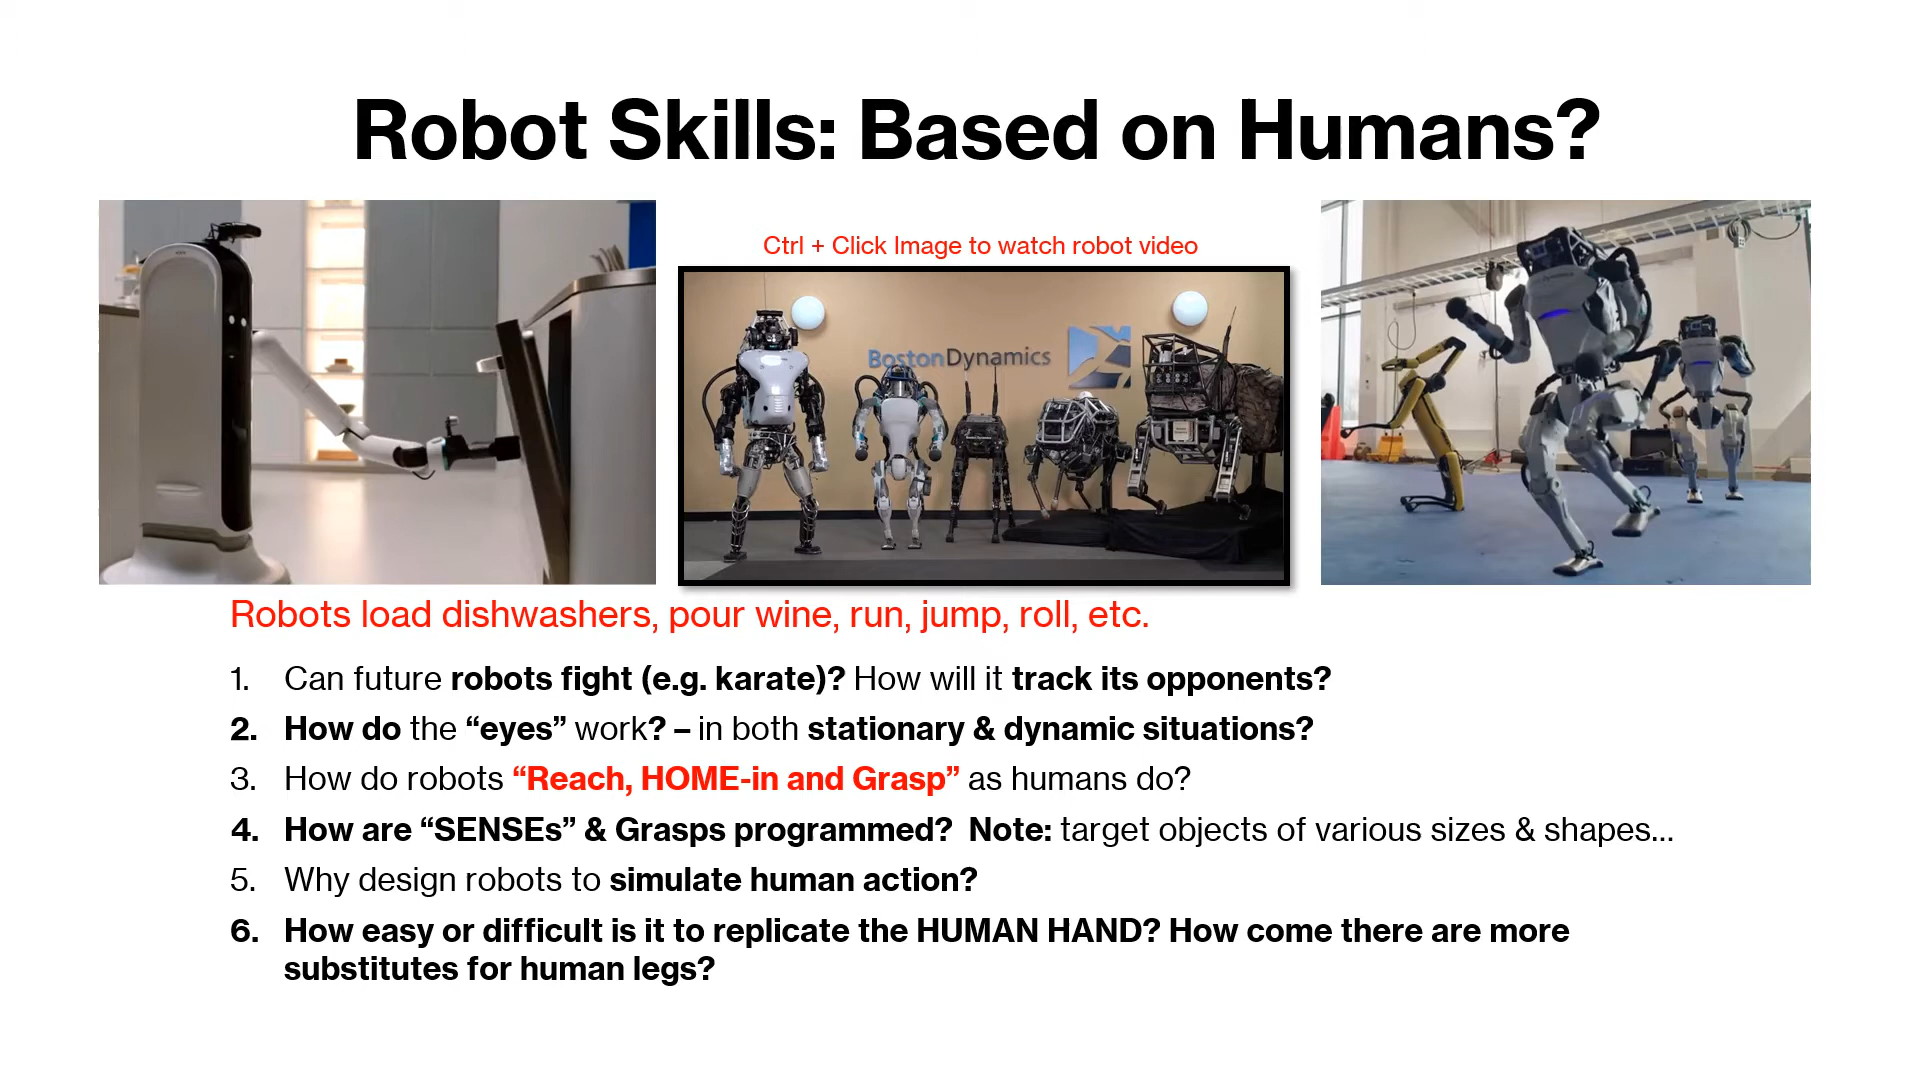 Robot Skills: Based on Humans?
Ctrl + Click Image to watch robot video
BostonDynamics
Robots load dishwashers, pour wine, run, jump, roll, etc.
1. Can future robots fight (e.g. karate)? How will it track its opponents?
2. How do the “eyes” work? – in both stationary & dynamic situations?
3. How do robots “Reach, HOME-in and Grasp” as humans do?
4. How are “SENSEs” & Grasps programmed? Note: target objects of various sizes & shapes...
5. Why design robots to simulate human action?
6. How easy or difficult is it to replicate the HUMAN HAND? How come there are more
substitutes for human legs?